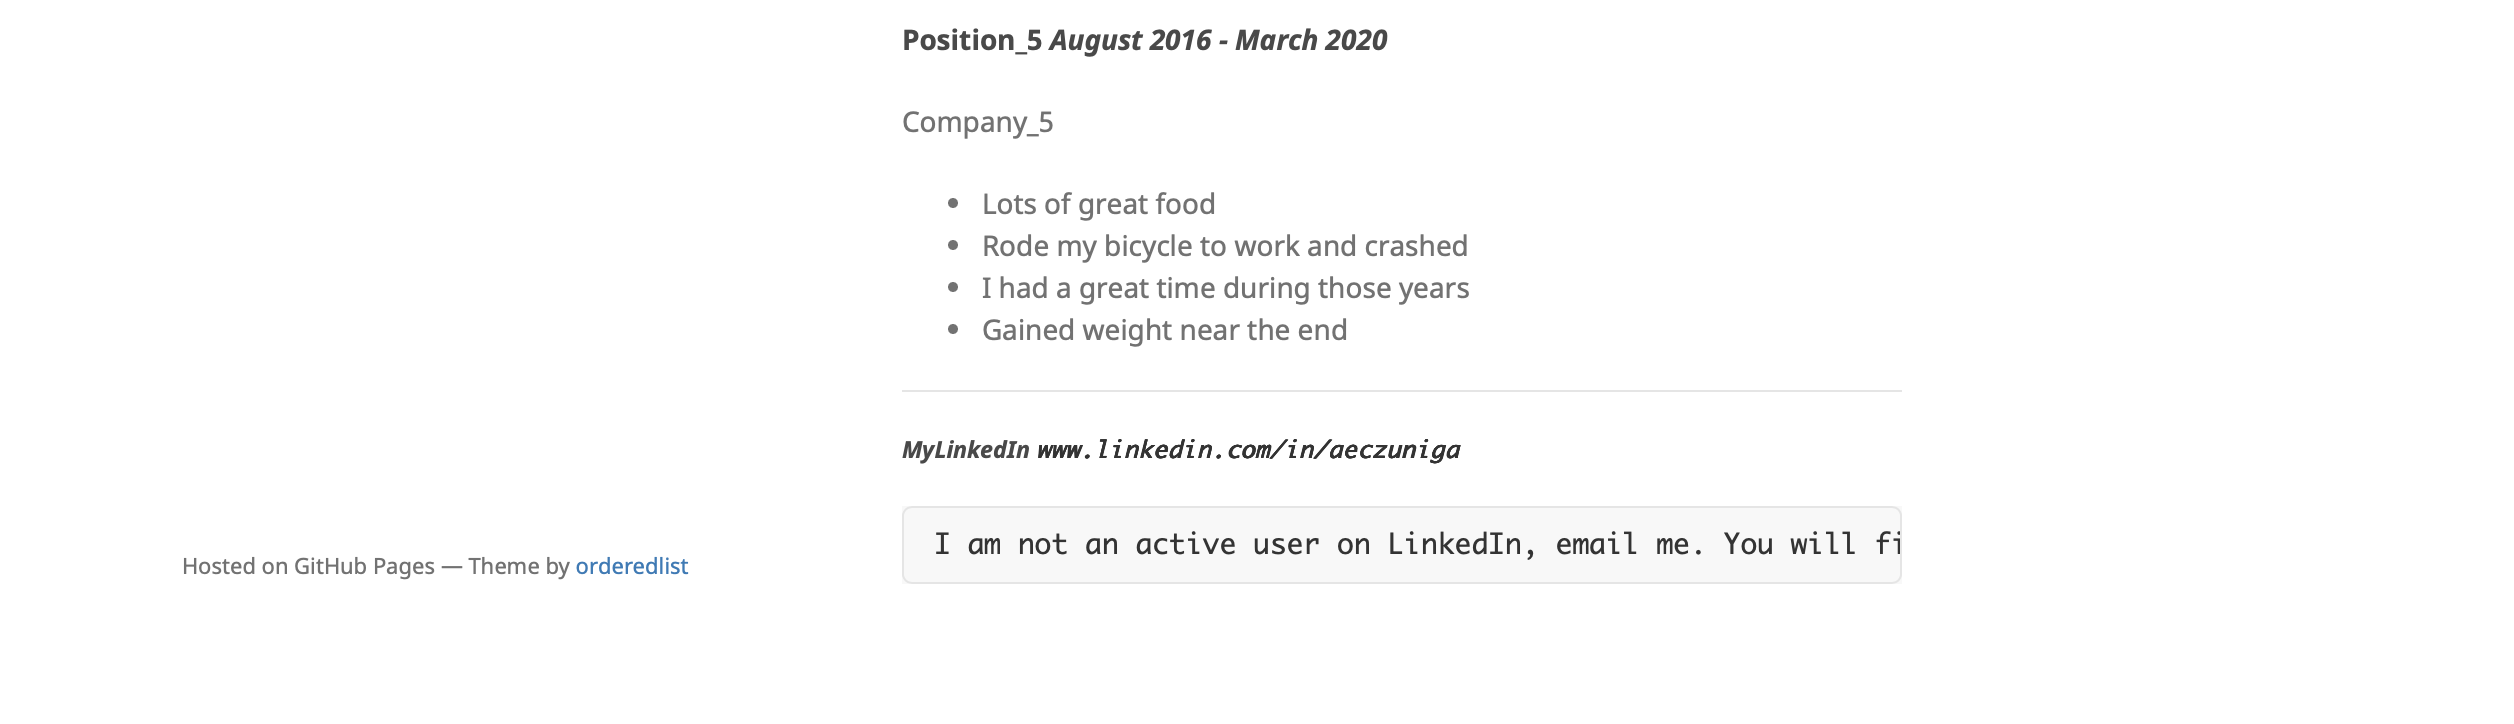 Position_5 August 2016 - March 2020
Company_5
Lots of great food
Rode my bicycle to work and crashed
I had a great time during those years
Gained weight near the end
MyLinkedIn www.linkedin.com/in/aeczuniga
I am not an active user on LinkedIn, email me. You will fi
Hosted on GitHub Pages — Theme by orderedlist